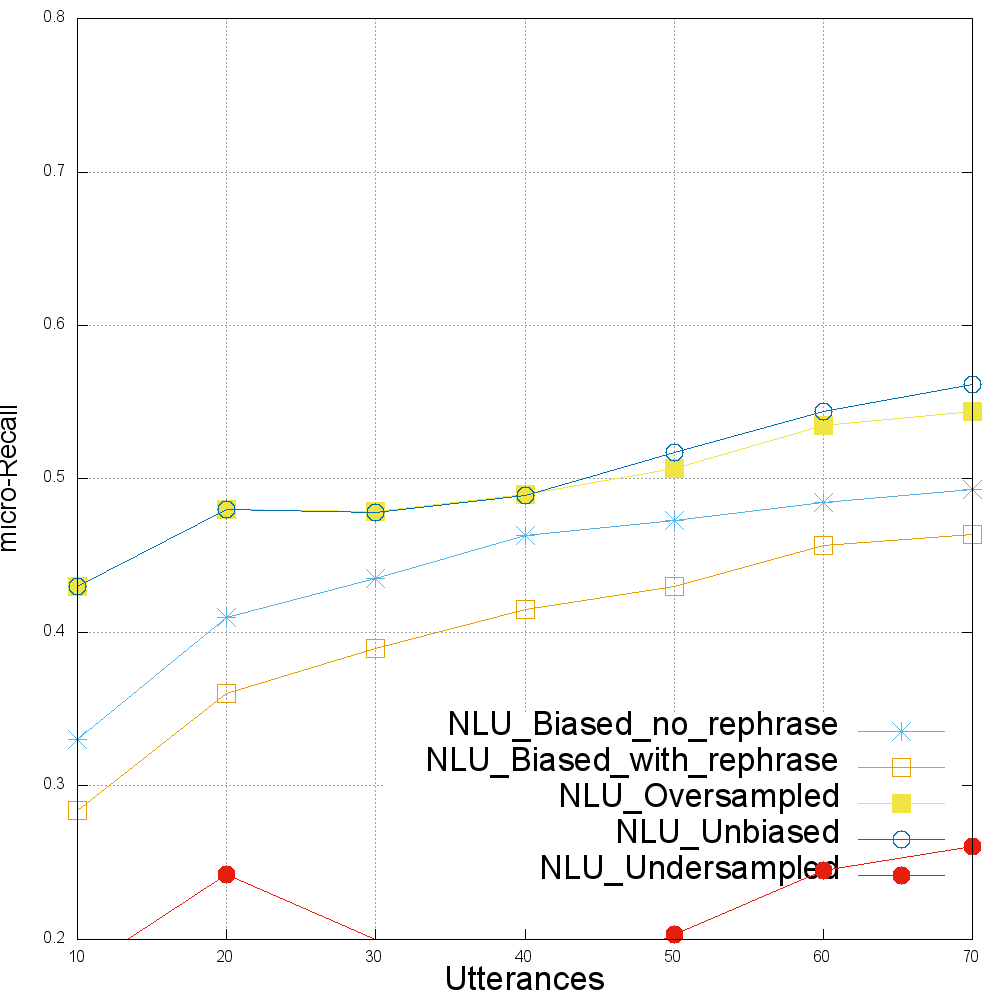 0.8
0.7
0.6
0.5
0.4
0.3
0.2
micro-Recall
NLU_Biased_no_rephrase
NLU_Biased_with_rephrase
NLU_Oversampled
NLU_Unbiased
NLU_Undersampled
10 20 30 40 50 60 70
Utterances